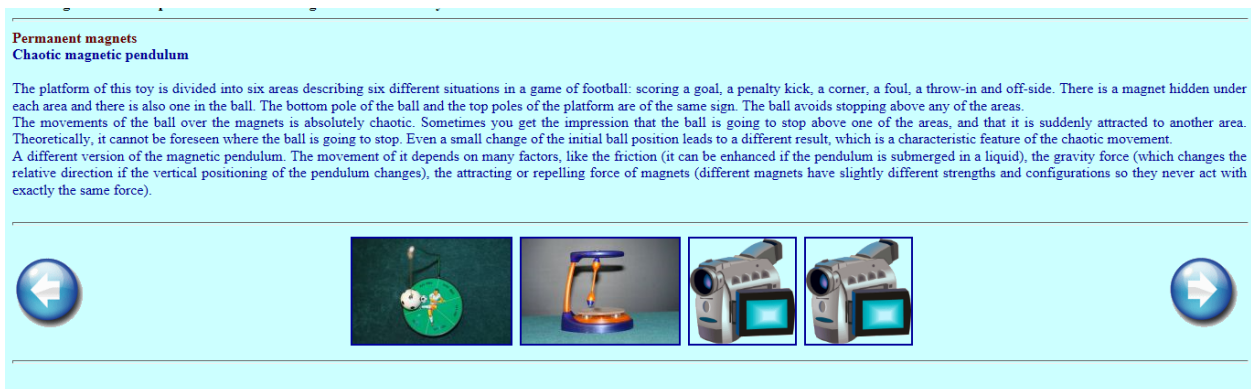 Permanent magnets
Chaotic magnetic pendulum
The platform of this toy is divided into six areas describing six different situations in a game of football: scoring a goal, a penalty kick, a corner, a foul, a throw-in and off-side. There is a magnet hidden under
each area and there is also one in the ball. The bottom pole of the ball and the top poles of the platform are of the same sign. The ball avoids stopping above any of the areas.
The movements of the ball over the magnets is absolutely chaotic. Sometimes you get the impression that the ball is going to stop above one of the areas, and that it is suddenly attracted to another area.
Theoretically, it cannot be foreseen where the ball is going to stop. Even a small change of the initial ball position leads to a different result, which is a characteristic feature of the chaotic movement.
A different version of the magnetic pendulum. The movement of it depends on many factors, like the friction (it can be enhanced if the pendulum is submerged in a liquid), the gravity force (which changes the
relative direction if the vertical positioning of the pendulum changes), the attracting or repelling force of magnets (different magnets have slightly different strengths and configurations so they never act with
exactly the same force).